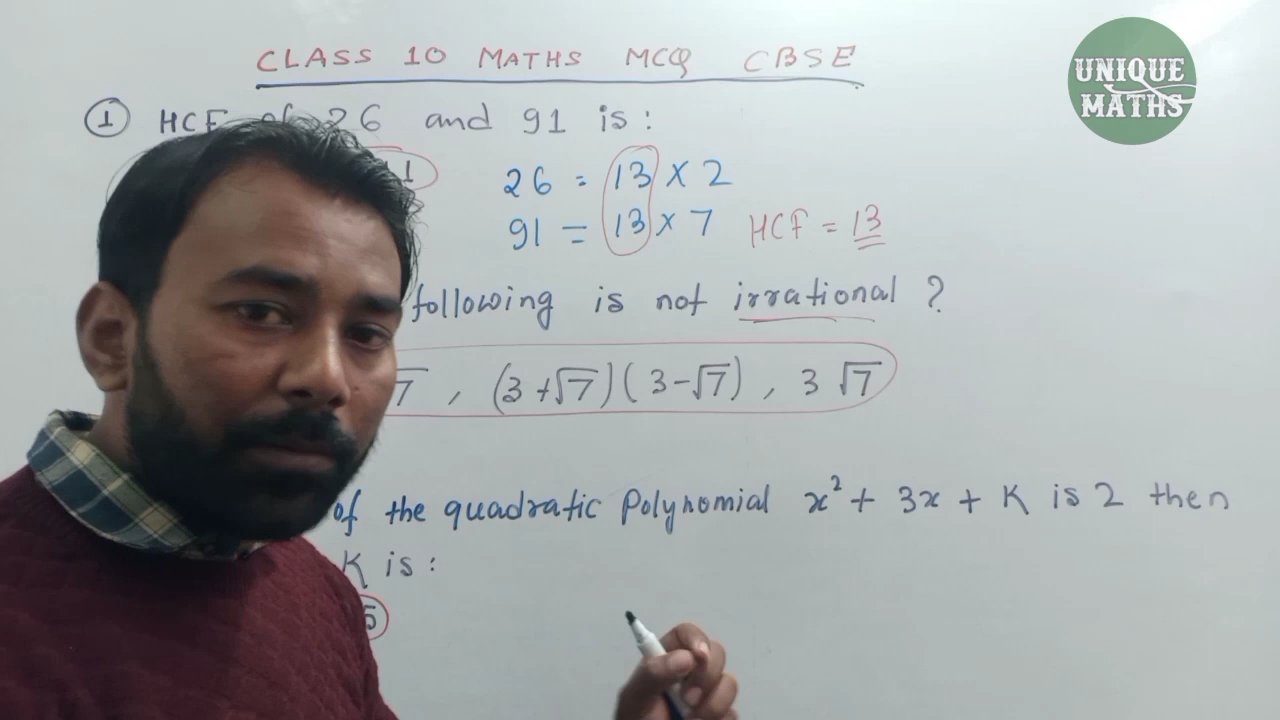 CLASS 10 MATHS MCQ CBSE
UNIQUE
MATHS
① HCF of 26 and 91 is:
26 = 13 × 2
91 = 13 × 7 HCF = 13
following is not irrational ?
, (3+√7)(3-√7), 3√7
of the quadratic Polynomial x² + 3x + K is 2 then
K is: